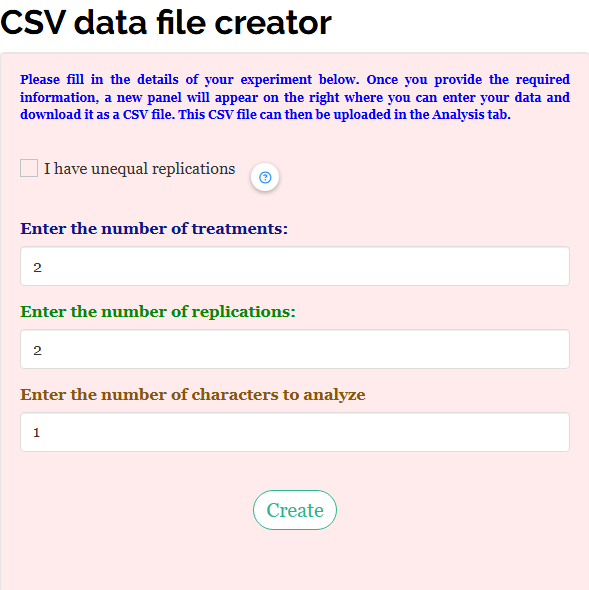 CSV data file creator
Please fill in the details of your experiment below. Once you provide the required
information, a new panel will appear on the right where you can enter your data and
download it as a CSV file. This CSV file can then be uploaded in the Analysis tab.
I have unequal replications
?
Enter the number of treatments:
2
Enter the number of replications:
2
Enter the number of characters to analyze
1
Create